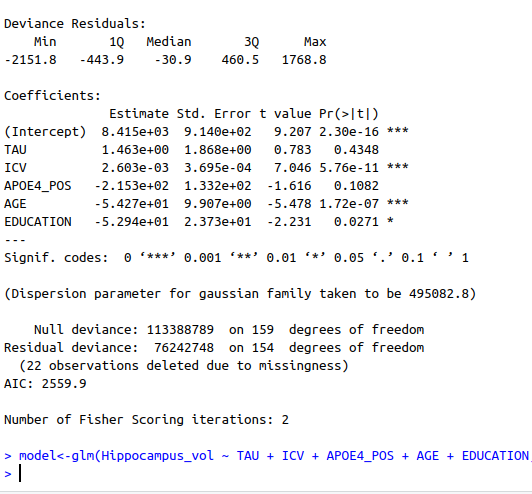 Deviance Residuals:
    Min       1Q   Median       3Q      Max
-2151.8   -443.9    -30.9    460.5   1768.8

Coefficients:
              Estimate Std. Error t value Pr(>|t|)
(Intercept)  8.415e+03  9.140e+02   9.207 2.30e-16 ***
TAU          1.463e+00  1.868e+00   0.783   0.4348
ICV          2.603e-03  3.695e-04   7.046 5.76e-11 ***
APOE4_POS   -2.153e+02  1.332e+02  -1.616   0.1082
AGE         -5.427e+01  9.907e+00  -5.478 1.72e-07 ***
EDUCATION   -5.294e+01  2.373e+01  -2.231   0.0271 *
---
Signif. codes:  0 ‘***’ 0.001 ‘**’ 0.01 ‘*’ 0.05 ‘.’ 0.1 ‘ ’ 1

(Dispersion parameter for gaussian family taken to be 495082.8)

    Null deviance: 113388789  on 159  degrees of freedom
Residual deviance:  76242748  on 154  degrees of freedom
  (22 observations deleted due to missingness)
AIC: 2559.9

Number of Fisher Scoring iterations: 2

> model<-glm(Hippocampus_vol ~ TAU + ICV + APOE4_POS + AGE + EDUCATION
>